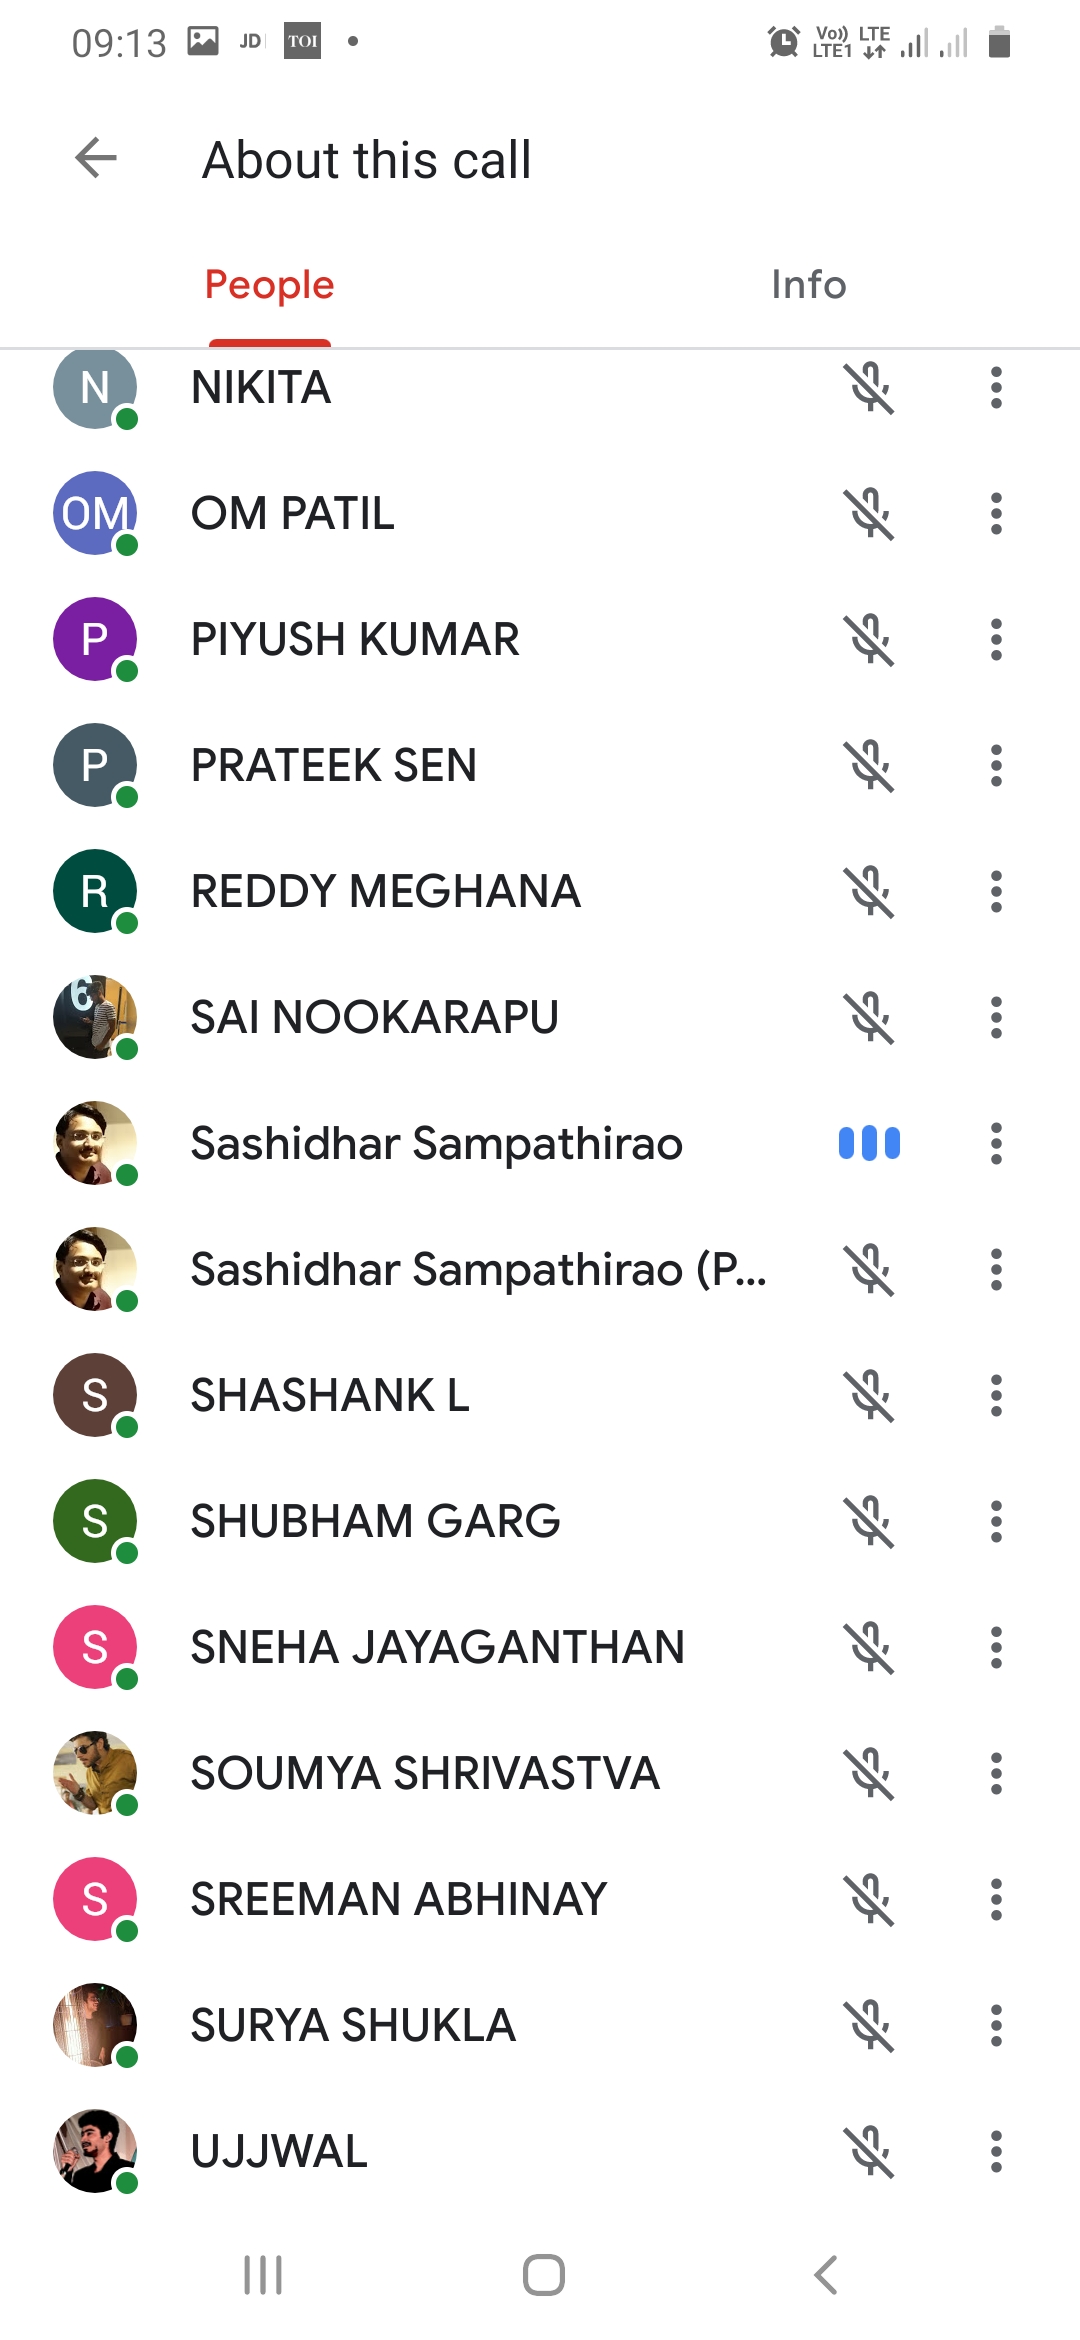 09:13 JD TOI Vo)) LTE
LTE1
About this call
People Info
N NIKITA
OM OM PATIL
P PIYUSH KUMAR
P PRATEEK SEN
R REDDY MEGHANA
6 SAI NOOKARAPU
Sashidhar Sampathirao
Sashidhar Sampathirao (P...
S SHASHANK L
S SHUBHAM GARG
S SNEHA JAYAGANTHAN
SOUMYA SHRIVASTVA
S SREEMAN ABHINAY
SURYA SHUKLA
UJJWAL